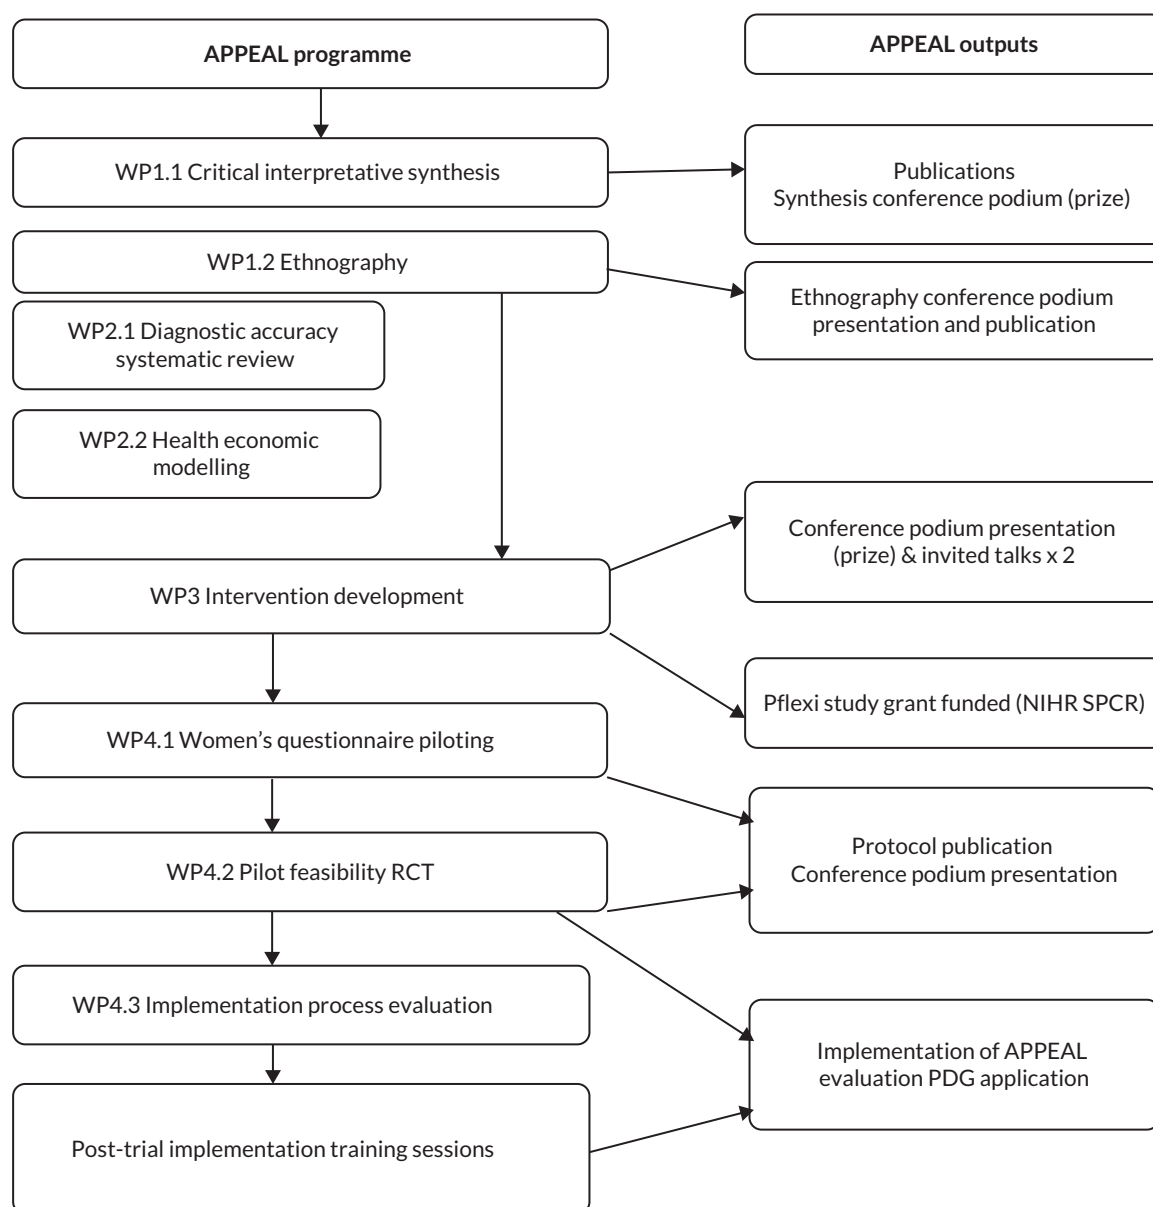 APPEAL programme
APPEAL outputs
WP1.1 Critical interpretative synthesis
Publications
Synthesis conference podium (prize)
WP1.2 Ethnography
Ethnography conference podium
presentation and publication
WP2.1 Diagnostic accuracy
systematic review
WP2.2 Health economic
modelling
Conference podium presentation
(prize) & invited talks x 2
WP3 Intervention development
Pflexi study grant funded (NIHR SPCR)
WP4.1 Women’s questionnaire piloting
Protocol publication
Conference podium presentation
WP4.2 Pilot feasibility RCT
WP4.3 Implementation process evaluation
Implementation of APPEAL
evaluation PDG application
Post-trial implementation training sessions